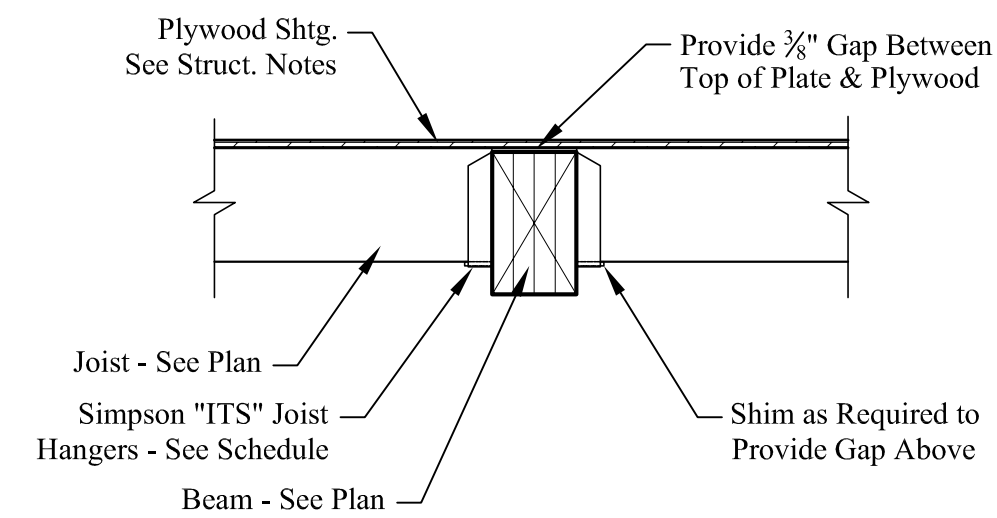 Plywood Shtg.
See Struct. Notes
Provide ⅜" Gap Between
Top of Plate & Plywood
Joist - See Plan
Simpson "ITS" Joist
Hangers - See Schedule
Beam - See Plan
Shim as Required to
Provide Gap Above